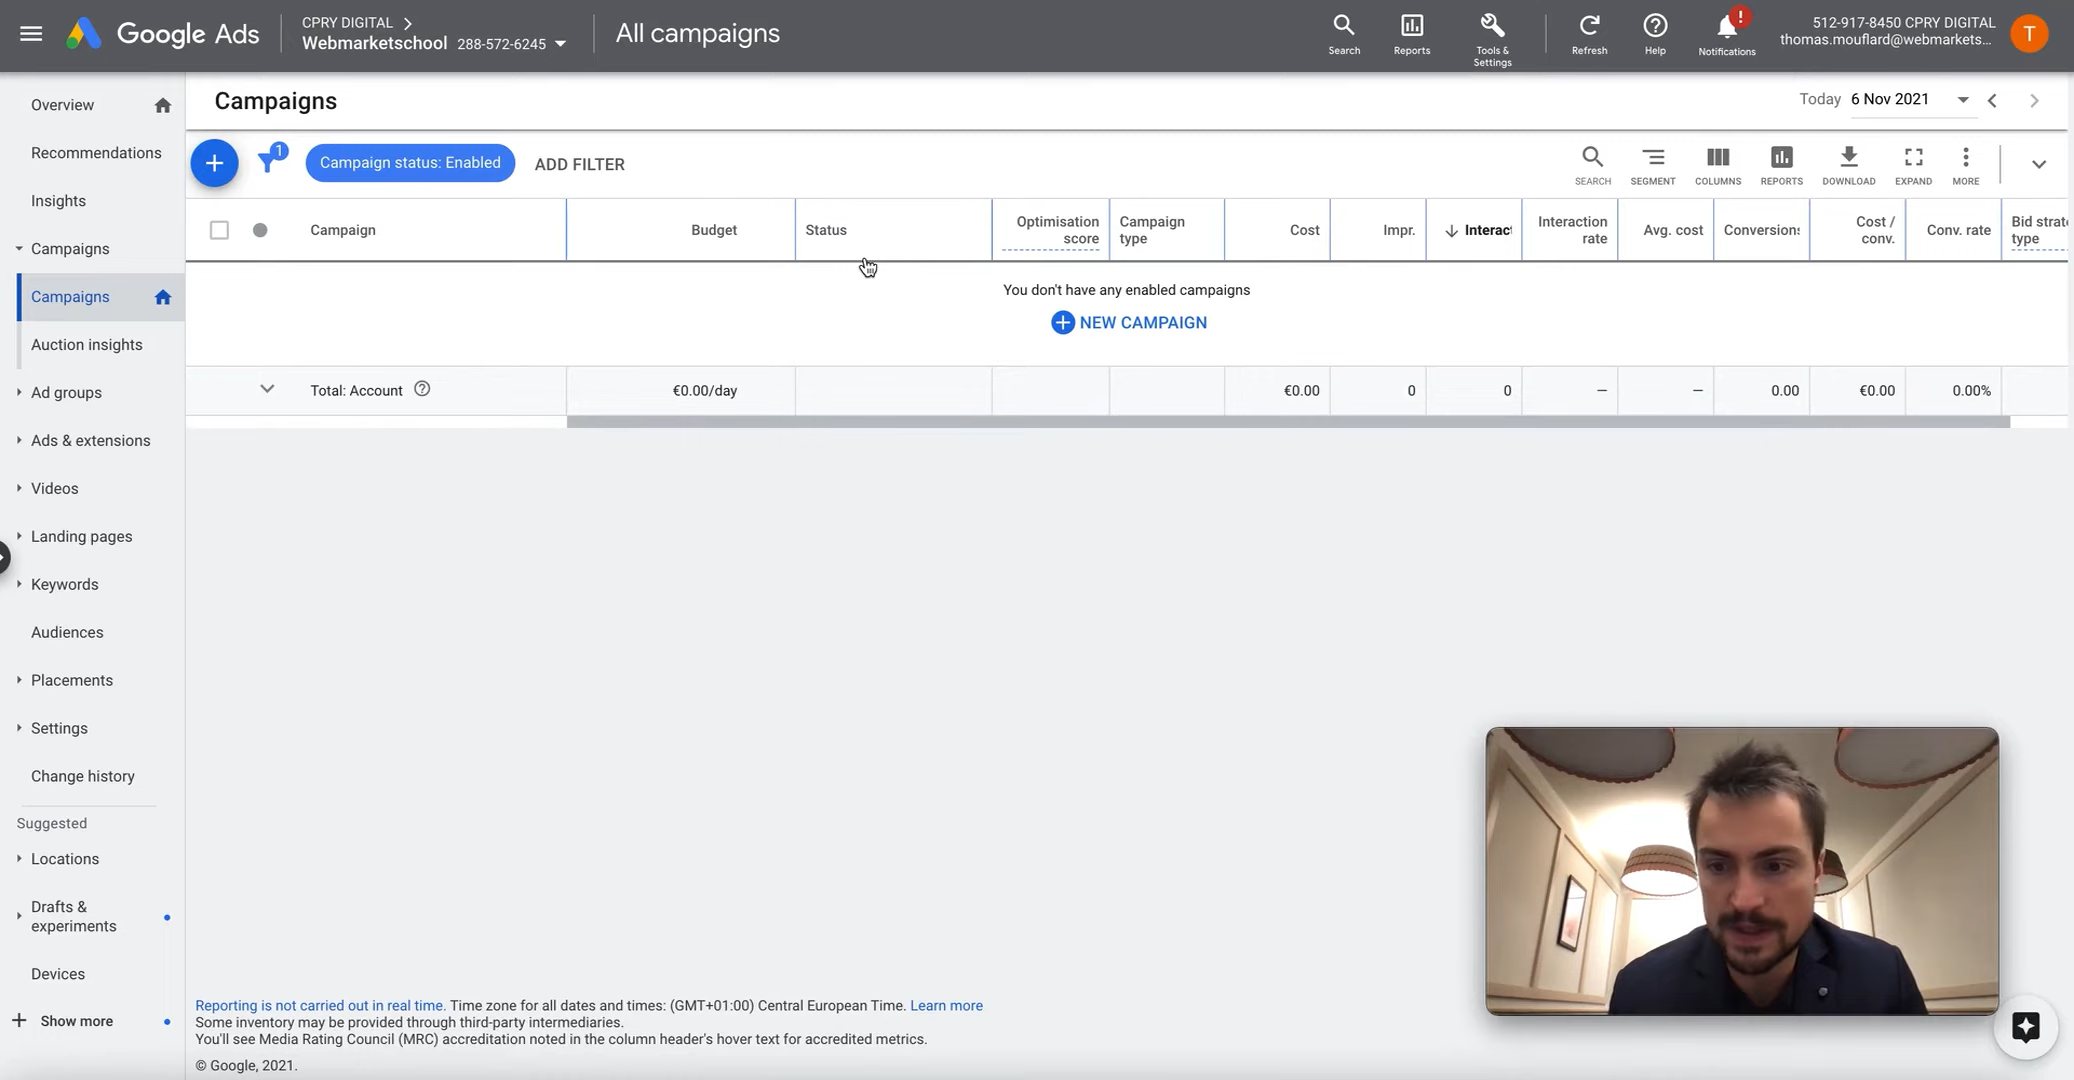 Google Ads
CPRY DIGITAL
Webmarketschool 288-572-6245
All campaigns
Search
Reports
Tools &
Settings
Refresh
Help
!
Notifications
512-917-8450 CPRY DIGITAL
thomas.mouflard@webmarkets...
T
Overview
Recommendations
Insights
Campaigns
Campaigns
Auction insights
Ad groups
Ads & extensions
Videos
Landing pages
Keywords
Audiences
Placements
Settings
Change history
Suggested
Locations
Drafts &
experiments
Devices
Show more
Campaigns
Today 6 Nov 2021
1
Campaign status: Enabled
ADD FILTER
SEARCH
SEGMENT
COLUMNS
REPORTS
DOWNLOAD
EXPAND
MORE
Campaign
Budget
Status
Optimisation
score
Campaign
type
Cost
Impr.
Interact
Interaction
rate
Avg. cost
Conversions
Cost /
conv.
Conv. rate
Bid strate
type
You don't have any enabled campaigns
NEW CAMPAIGN
Total: Account €0.00/day €0.00 0 0 – – 0.00 €0.00 0.00%
Reporting is not carried out in real time. Time zone for all dates and times: (GMT+01:00) Central European Time. Learn more
Some inventory may be provided through third-party intermediaries.
You'll see Media Rating Council (MRC) accreditation noted in the column header's hover text for accredited metrics.
© Google, 2021.